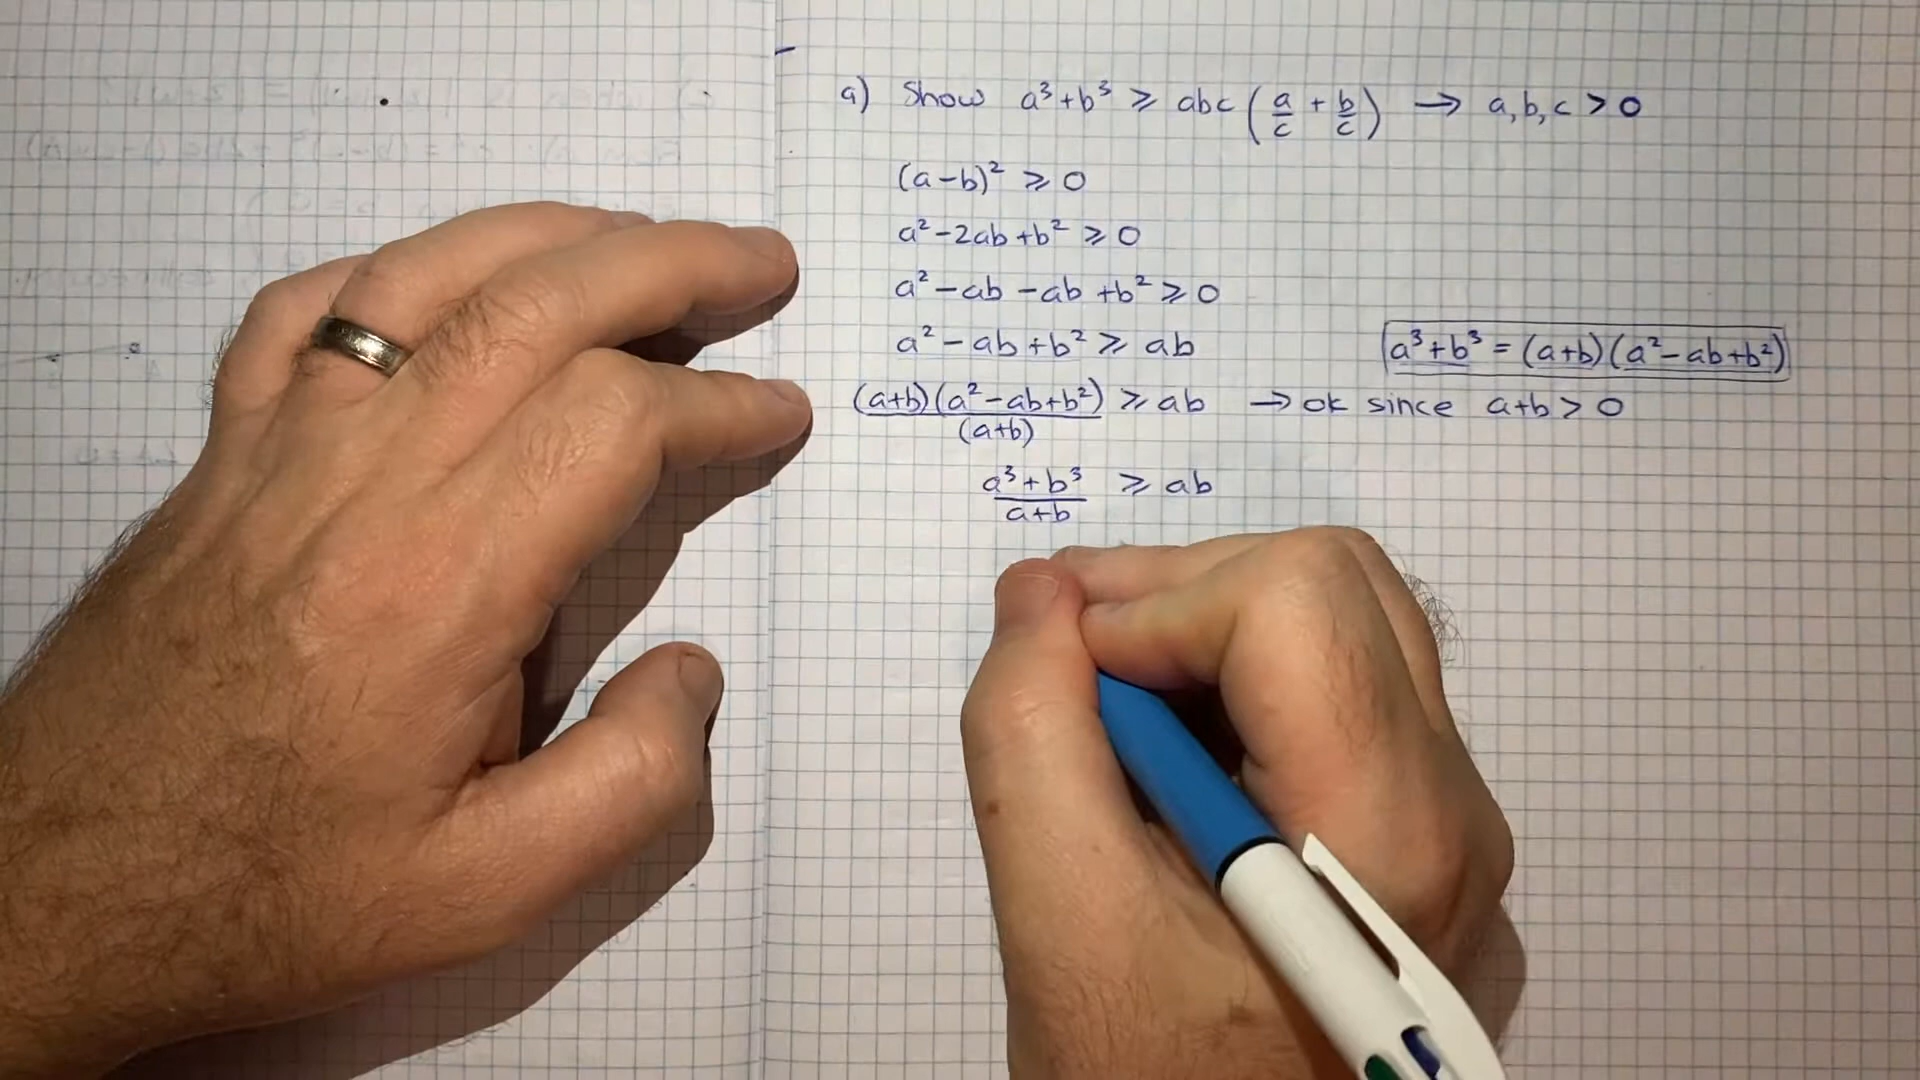 a) Show a³+b³ ⩾ abc (a/c + b/c) → a, b, c > 0
(a-b)² ⩾ 0
a² -2ab +b² ⩾ 0
a² - ab - ab + b² ⩾ 0
a² - ab + b² ⩾ ab
a³+b³ = (a+b)(a²-ab+b²)
(a+b)(a²-ab+b²)/(a+b) ⩾ ab → ok since a+b > 0
a³+b³/a+b ⩾ ab